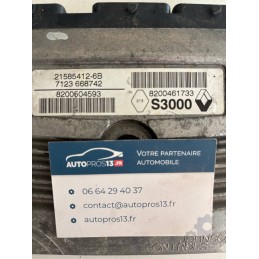 21585412-6B
7123 668742
8200604593
8200461733
S3000
AUTOPROS13.FR
VOTRE PARTENAIRE
AUTOMOBILE
06 64 29 40 37
contact@autopros13.fr
autopros13.fr